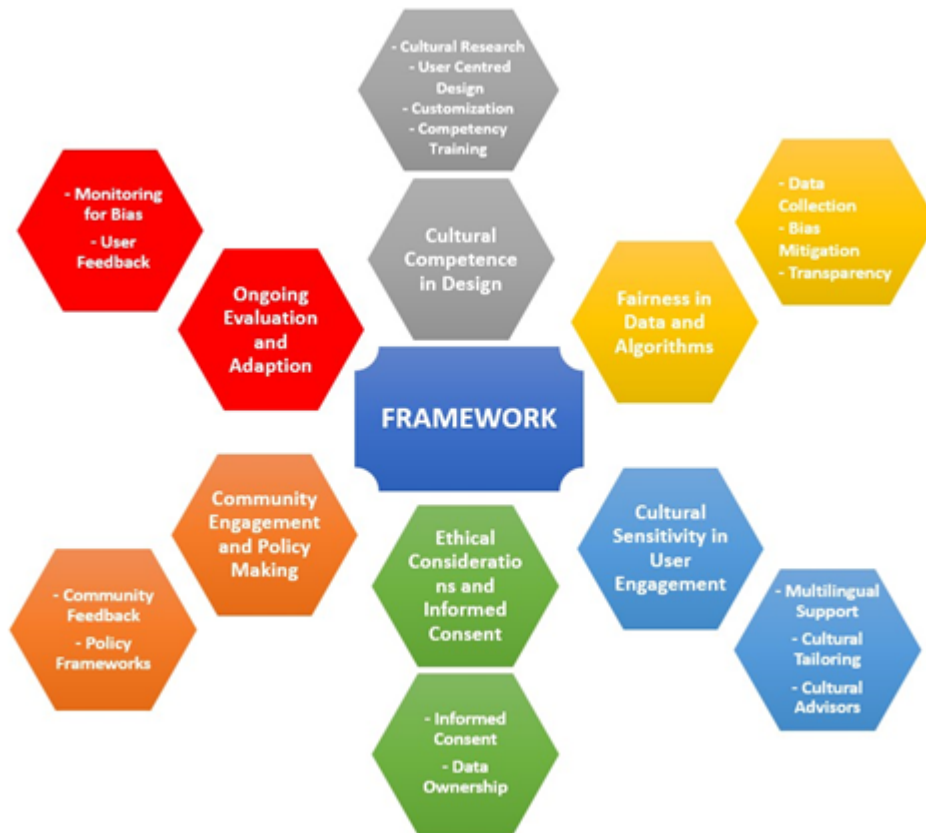 - Cultural Research
- User Centred
Design
- Customization
- Competency
Training
Cultural
Competence
in Design
- Data
Collection
- Bias
Mitigation
- Transparency
Fairness in
Data and
Algorithms
- Monitoring
for Bias
- User
Feedback
Ongoing
Evaluation
and
Adaption
FRAMEWORK
Community
Engagement
and Policy
Making
- Community
Feedback
- Policy
Frameworks
Ethical
Consideratio
ns and
Informed
Consent
- Informed
Consent
- Data
Ownership
Cultural
Sensitivity in
User
Engagement
- Multilingual
Support
- Cultural
Tailoring
- Cultural
Advisors